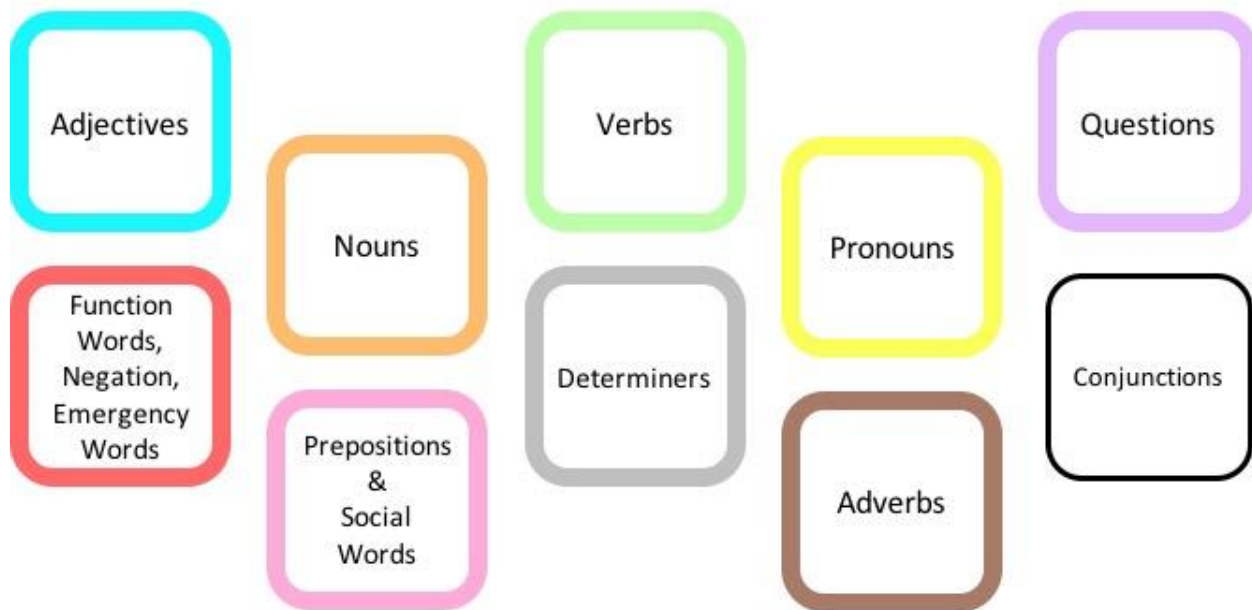 Adjectives
Verbs
Questions
Nouns
Pronouns
Function
Words,
Negation,
Emergency
Words
Determiners
Conjunctions
Prepositions
&
Social
Words
Adverbs